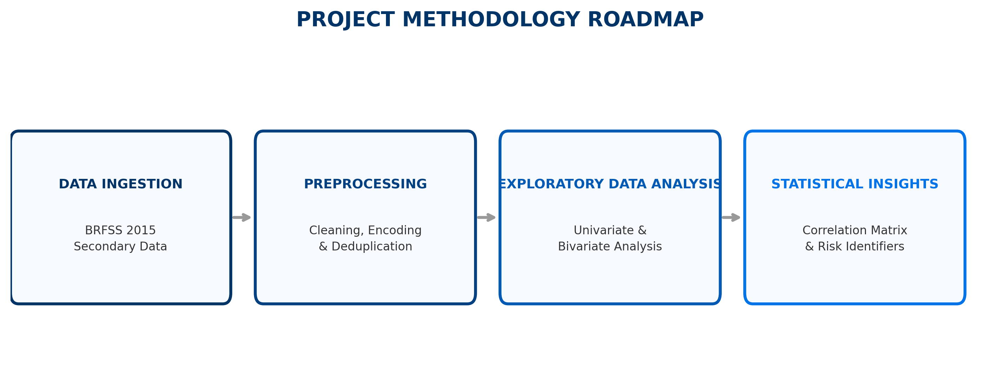 PROJECT METHODOLOGY ROADMAP
DATA INGESTION
BRFSS 2015
Secondary Data
PREPROCESSING
Cleaning, Encoding
& Deduplication
EXPLORATORY DATA ANALYSIS
Univariate &
Bivariate Analysis
STATISTICAL INSIGHTS
Correlation Matrix
& Risk Identifiers